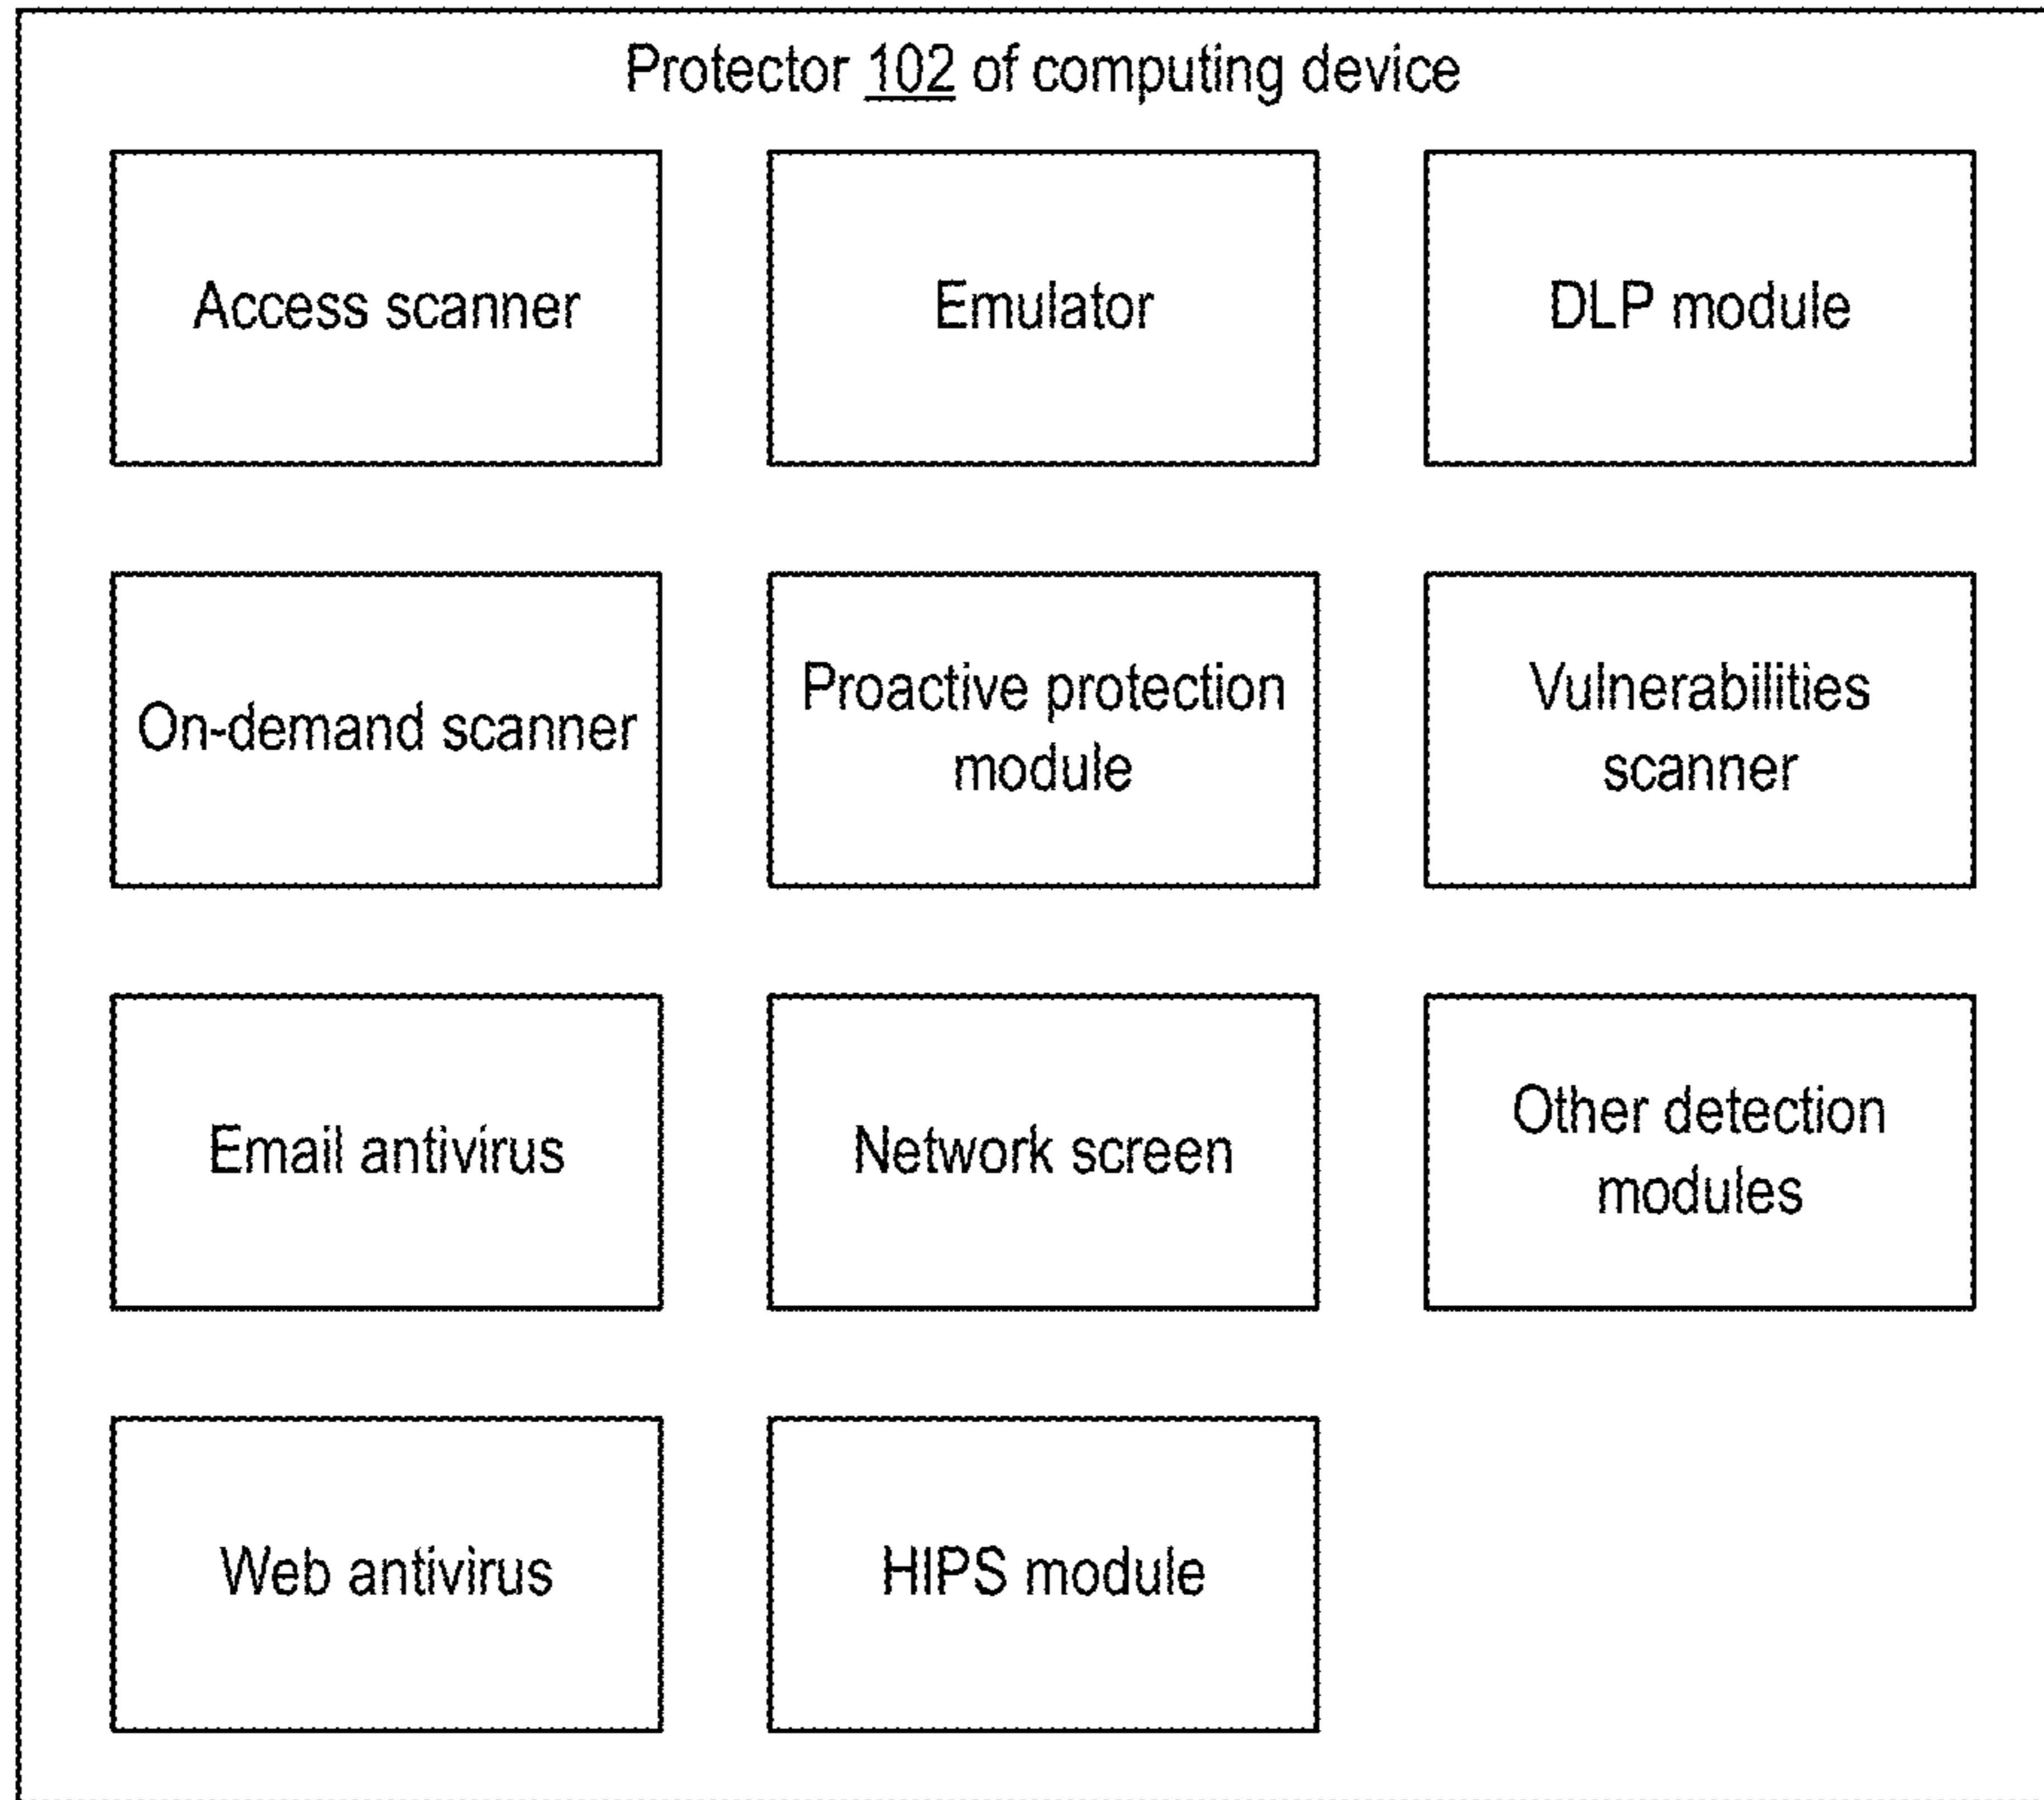 Protector 102 of computing device
Access scanner
Emulator
DLP module
On-demand scanner
Proactive protection
module
Vulnerabilities
scanner
Email antivirus
Network screen
Other detection
modules
Web antivirus
HIPS module